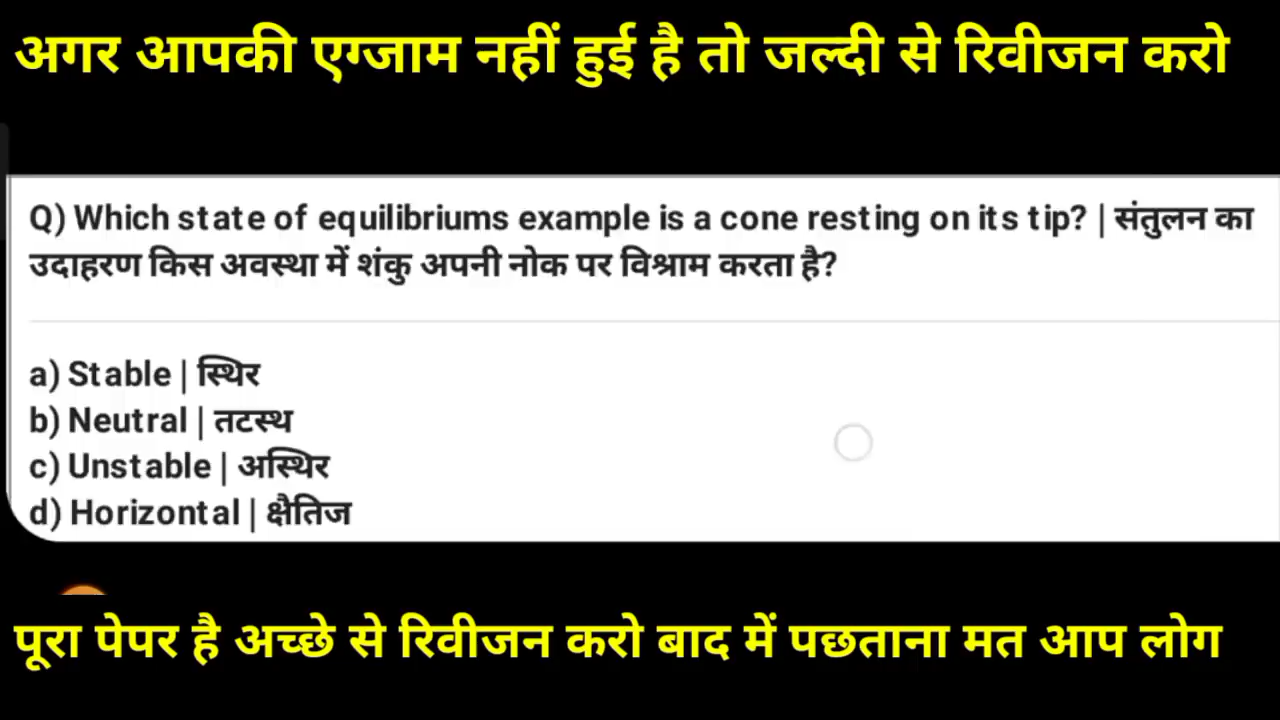 अगर आपकी एग्जाम नहीं हुई है तो जल्दी से रिवीजन करो
Q) Which state of equilibriums example is a cone resting on its tip? | संतुलन का
उदाहरण किस अवस्था में शंकु अपनी नोक पर विश्राम करता है?
a) Stable | स्थिर
b) Neutral | तटस्थ
c) Unstable | अस्थिर
d) Horizontal | क्षैतिज
पूरा पेपर है अच्छे से रिवीजन करो बाद में पछताना मत आप लोग